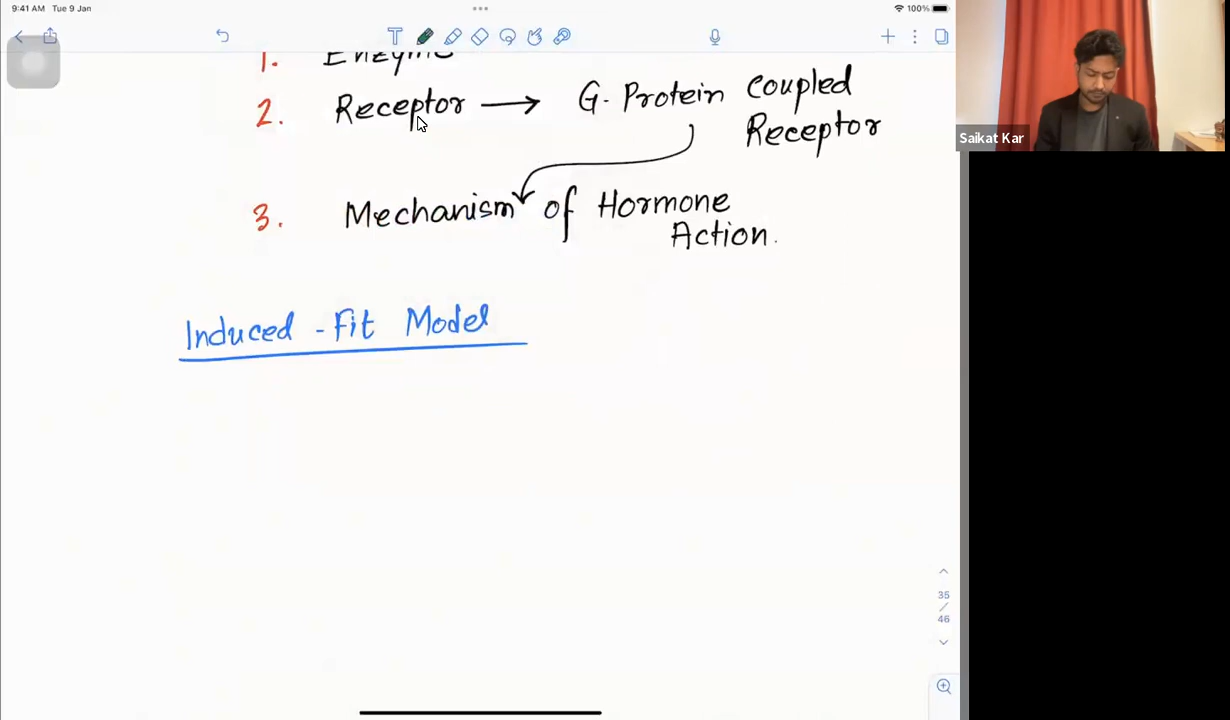 9:41 AM Tue 9 Jan
100%
1. Enzyme
2. Receptor → G-Protein Coupled
Receptor
Saikat Kar
3. Mechanism of Hormone
Action.
Induced-Fit Model
35
/
46